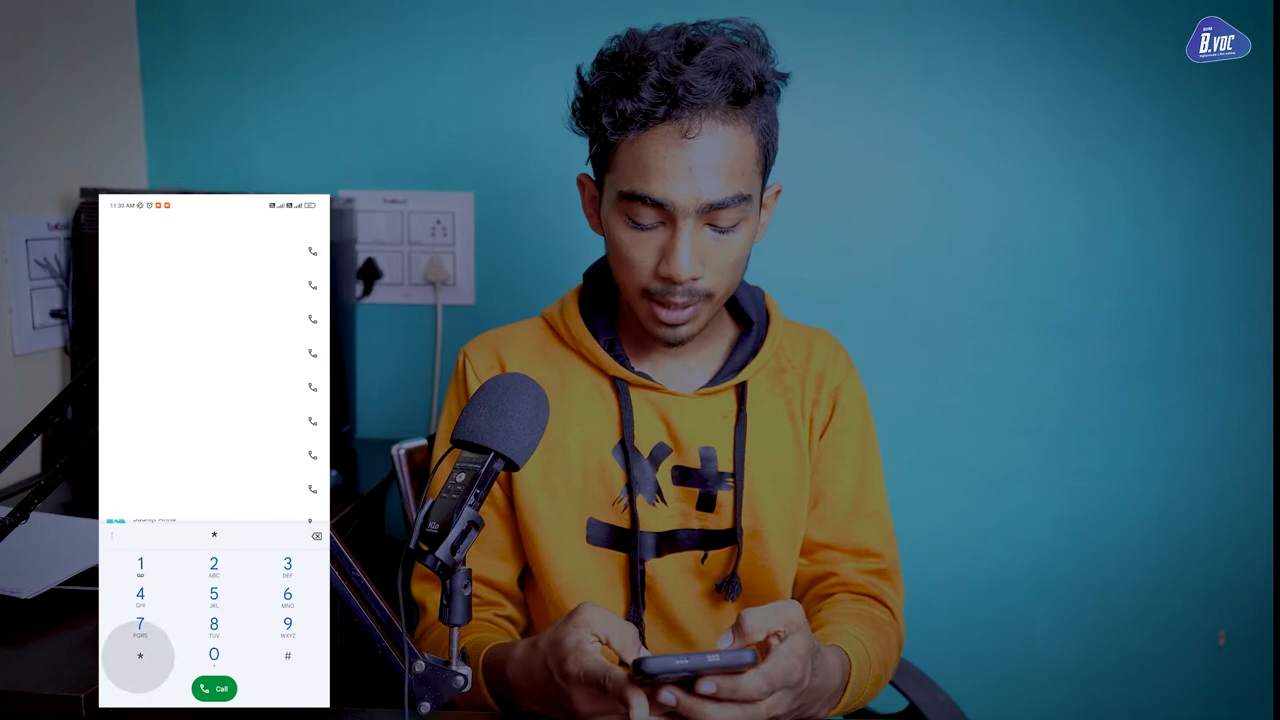 B.VOC
11:30 AM
*
1
2 ABC
3 DEF
4 GHI
5 JKL
6 MNO
7 PQRS
8 TUV
9 WXYZ
*
0
#
Call
H1n